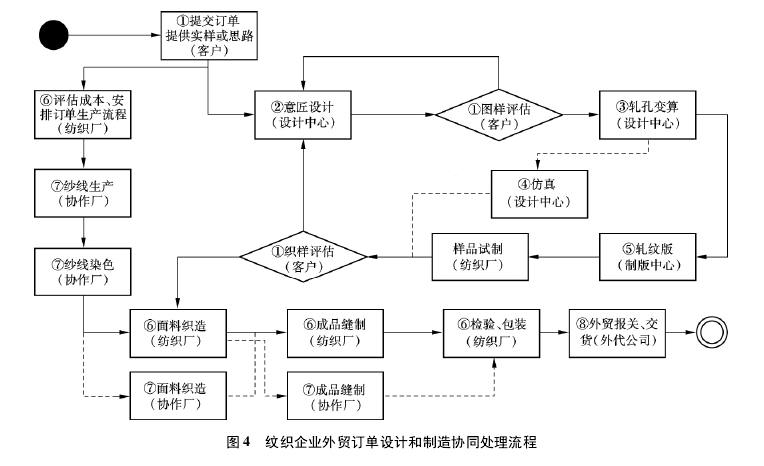 ①提交订单
提供实样或思路
(客户)
⑥评估成本、安
排订单生产流程
(纺织厂)
②意匠设计
(设计中心)
①图样评估
(客户)
③轧孔变算
(设计中心)
⑦纱线生产
(协作厂)
④仿真
(设计中心)
⑦纱线染色
(协作厂)
①织样评估
(客户)
样品试制
(纺织厂)
⑤轧纹版
(制版中心)
⑥面料织造
(纺织厂)
⑥成品缝制
(纺织厂)
⑥检验、包装
(纺织厂)
⑧外贸报关、交
货(外代公司)
⑦面料织造
(协作厂)
⑦成品缝制
(协作厂)
图4 纹织企业外贸订单设计和制造协同处理流程